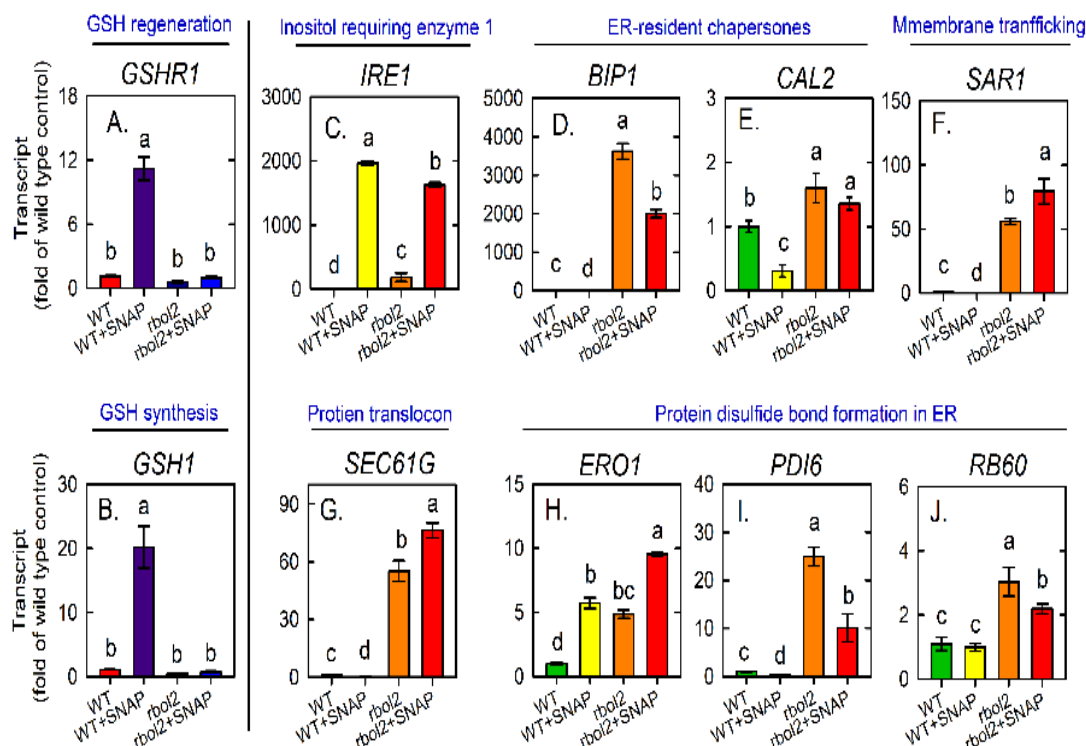 GSH regeneration
Inositol requiring enzyme 1
ER-resident chapersones
Mmembrane tranfficking
GSHR1
IRE1
BIP1
CAL2
SAR1
Transcript
(fold of wild type control)
18
12
6
0
A.
b
a
b
b
WT
WT+SNAP
rbol2
rbol2+SNAP
3000
2000
1000
0
C.
d
a
c
b
WT
WT+SNAP
rbol2
rbol2+SNAP
5000
4000
3000
2000
1000
0
D.
c
d
a
b
WT
WT+SNAP
rbol2
rbol2+SNAP
3
2
1
0
E.
b
c
a
a
WT
WT+SNAP
rbol2
rbol2+SNAP
150
100
50
0
F.
c
d
b
a
WT
WT+SNAP
rbol2
rbol2+SNAP
GSH synthesis
Protien translocon
Protein disulfide bond formation in ER
GSH1
SEC61G
ERO1
PDI6
RB60
Transcript
(fold of wild type control)
30
20
10
0
B.
b
a
b
b
WT
WT+SNAP
rbol2
rbol2+SNAP
90
60
30
0
G.
c
d
b
a
WT
WT+SNAP
rbol2
rbol2+SNAP
15
10
5
0
H.
d
b
bc
a
WT
WT+SNAP
rbol2
rbol2+SNAP
40
30
20
10
0
I.
c
d
a
b
WT
WT+SNAP
rbol2
rbol2+SNAP
6
4
2
0
J.
c
c
a
b
WT
WT+SNAP
rbol2
rbol2+SNAP